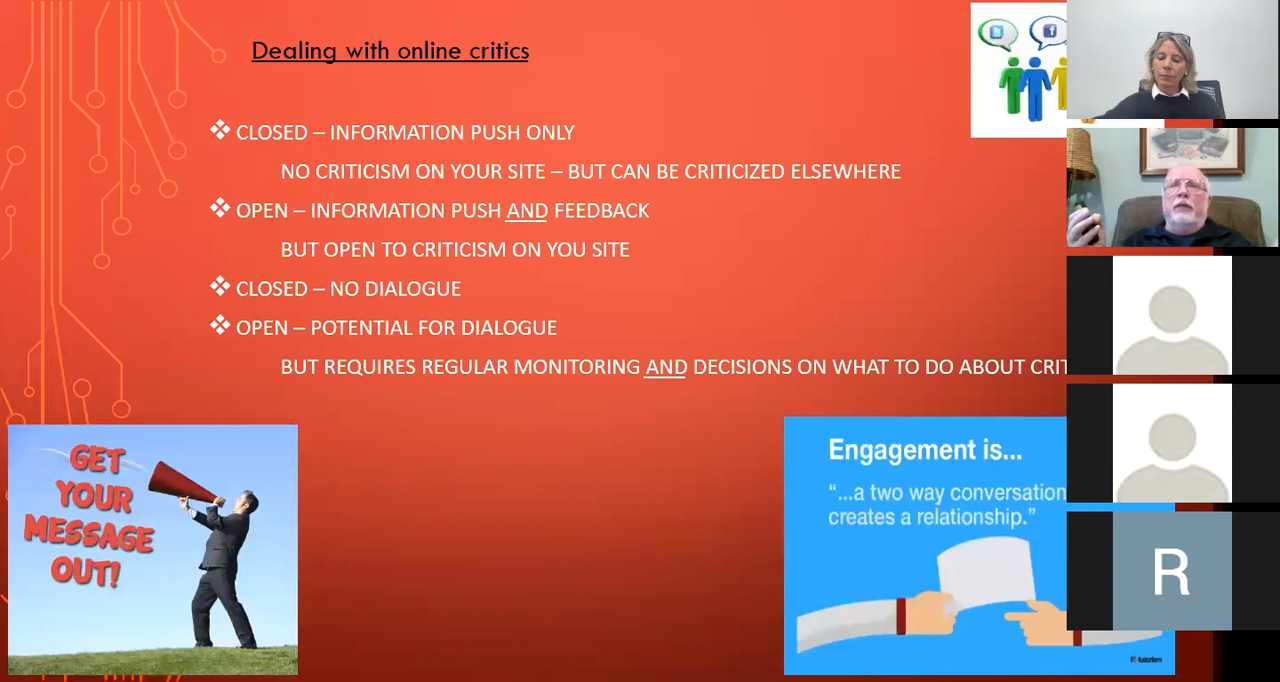 Dealing with online critics
❖ CLOSED – INFORMATION PUSH ONLY
NO CRITICISM ON YOUR SITE – BUT CAN BE CRITICIZED ELSEWHERE
❖ OPEN – INFORMATION PUSH AND FEEDBACK
BUT OPEN TO CRITICISM ON YOU SITE
❖ CLOSED – NO DIALOGUE
❖ OPEN – POTENTIAL FOR DIALOGUE
BUT REQUIRES REGULAR MONITORING AND DECISIONS ON WHAT TO DO ABOUT CRIT
GET
YOUR
MESSAGE
OUT!
Engagement is...
“...a two way conversation
creates a relationship.”
R